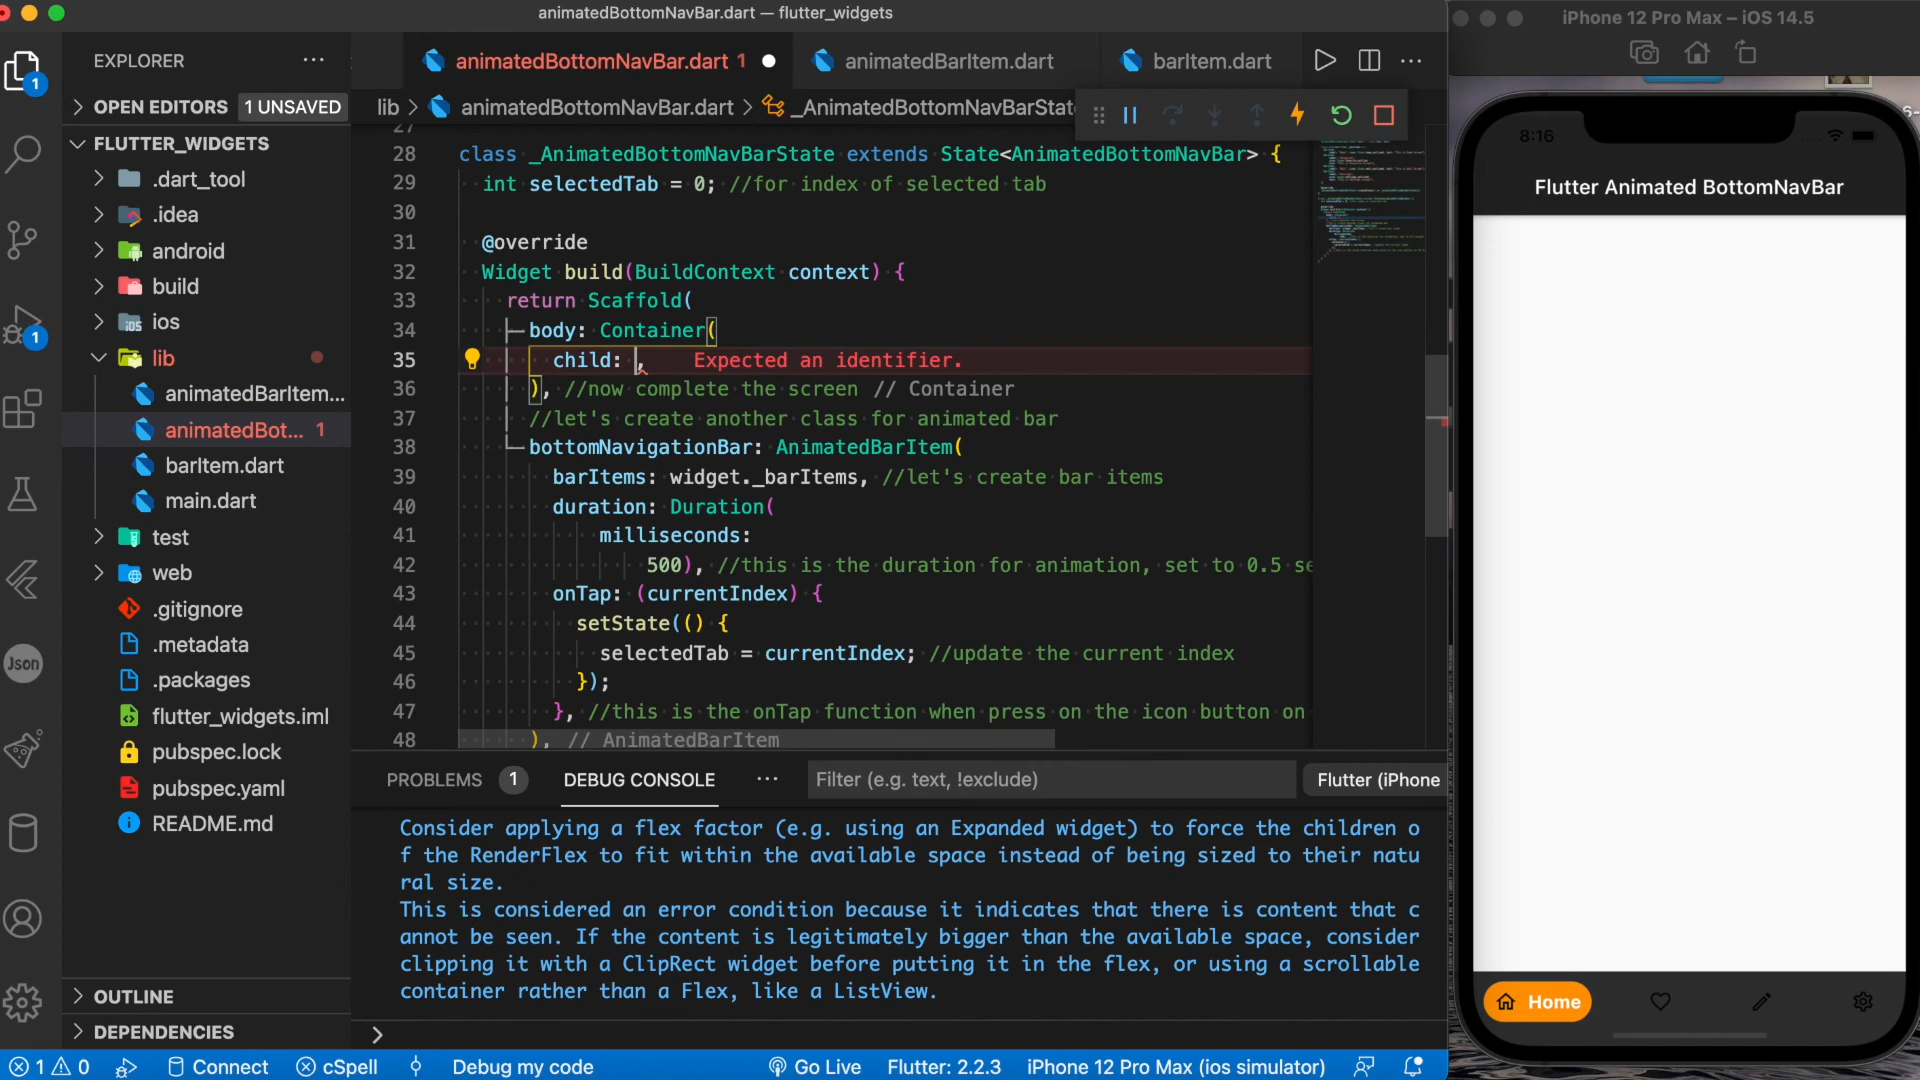 animatedBottomNavBar.dart — flutter_widgets
iPhone 12 Pro Max – iOS 14.5
EXPLORER
1
OPEN EDITORS 1 UNSAVED
FLUTTER_WIDGETS
.dart_tool
.idea
android
build
ios
lib
animatedBarItem...
animatedBot... 1
barItem.dart
main.dart
test
web
.gitignore
.metadata
.packages
flutter_widgets.iml
pubspec.lock
pubspec.yaml
README.md
OUTLINE
DEPENDENCIES
1
Json
animatedBottomNavBar.dart 1
animatedBarItem.dart
barItem.dart
lib > animatedBottomNavBar.dart > _AnimatedBottomNavBarState
27
28 class _AnimatedBottomNavBarState extends State<AnimatedBottomNavBar> {
29 int selectedTab = 0; //for index of selected tab
30
31 @override
32 Widget build(BuildContext context) {
33 return Scaffold(
34 body: Container(
35 child: , Expected an identifier.
36 ), //now complete the screen // Container
37 //let's create another class for animated bar
38 bottomNavigationBar: AnimatedBarItem(
39 barItems: widget._barItems, //let's create bar items
40 duration: Duration(
41 milliseconds:
42 500), //this is the duration for animation, set to 0.5 se
43 onTap: (currentIndex) {
44 setState(() {
45 selectedTab = currentIndex; //update the current index
46 });
47 }, //this is the onTap function when press on the icon button on
48 ), // AnimatedBarItem
PROBLEMS 1 DEBUG CONSOLE ... Filter (e.g. text, !exclude) Flutter (iPhone
Consider applying a flex factor (e.g. using an Expanded widget) to force the children o
f the RenderFlex to fit within the available space instead of being sized to their natu
ral size.
This is considered an error condition because it indicates that there is content that c
annot be seen. If the content is legitimately bigger than the available space, consider
clipping it with a ClipRect widget before putting it in the flex, or using a scrollable
container rather than a Flex, like a ListView.
1 0 Connect cSpell Debug my code Go Live Flutter: 2.2.3 iPhone 12 Pro Max (ios simulator)
8:16
Flutter Animated BottomNavBar
Home